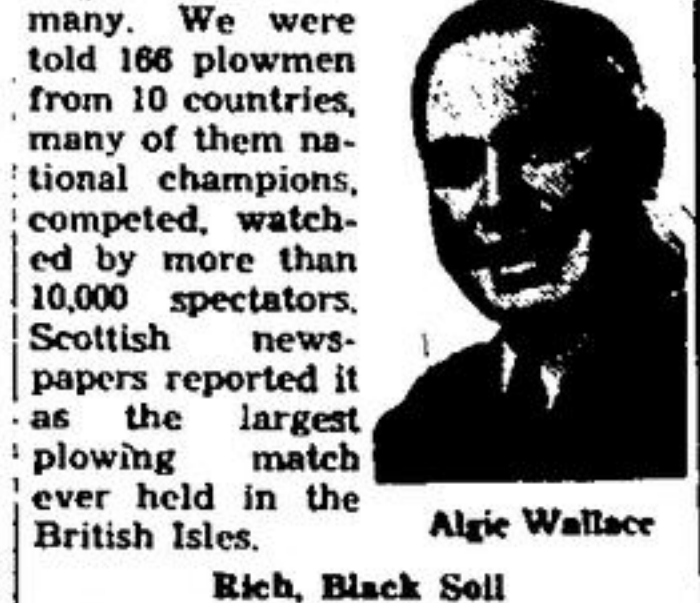 many. We were
told 166 plowmen
from 10 countries,
many of them na-
tional champions,
competed, watch-
ed by more than
10,000 spectators.
Scottish news-
papers reported it
as the largest
plowing match
ever held in the
British Isles.
Algie Wallace
Rich, Black Soil